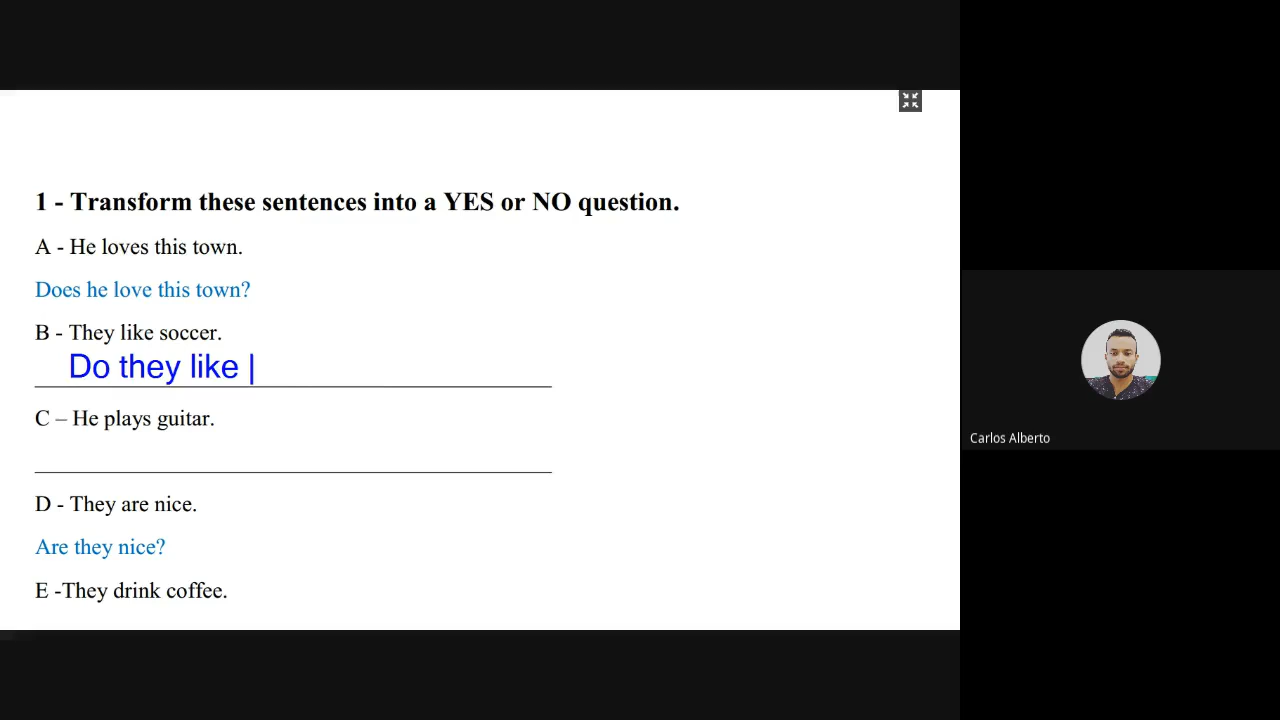 1 - Transform these sentences into a YES or NO question.
A - He loves this town.
Does he love this town?
B - They like soccer.
Do they like
C – He plays guitar.
D - They are nice.
Are they nice?
E -They drink coffee.
Carlos Alberto